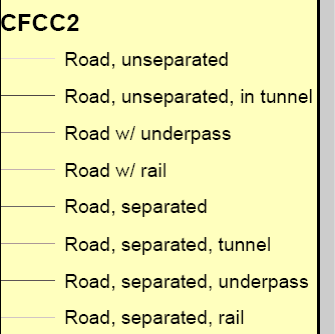 CFCC2
Road, unseparated
Road, unseparated, in tunnel
Road w/ underpass
Road w/ rail
Road, separated
Road, separated, tunnel
Road, separated, underpass
Road, separated, rail